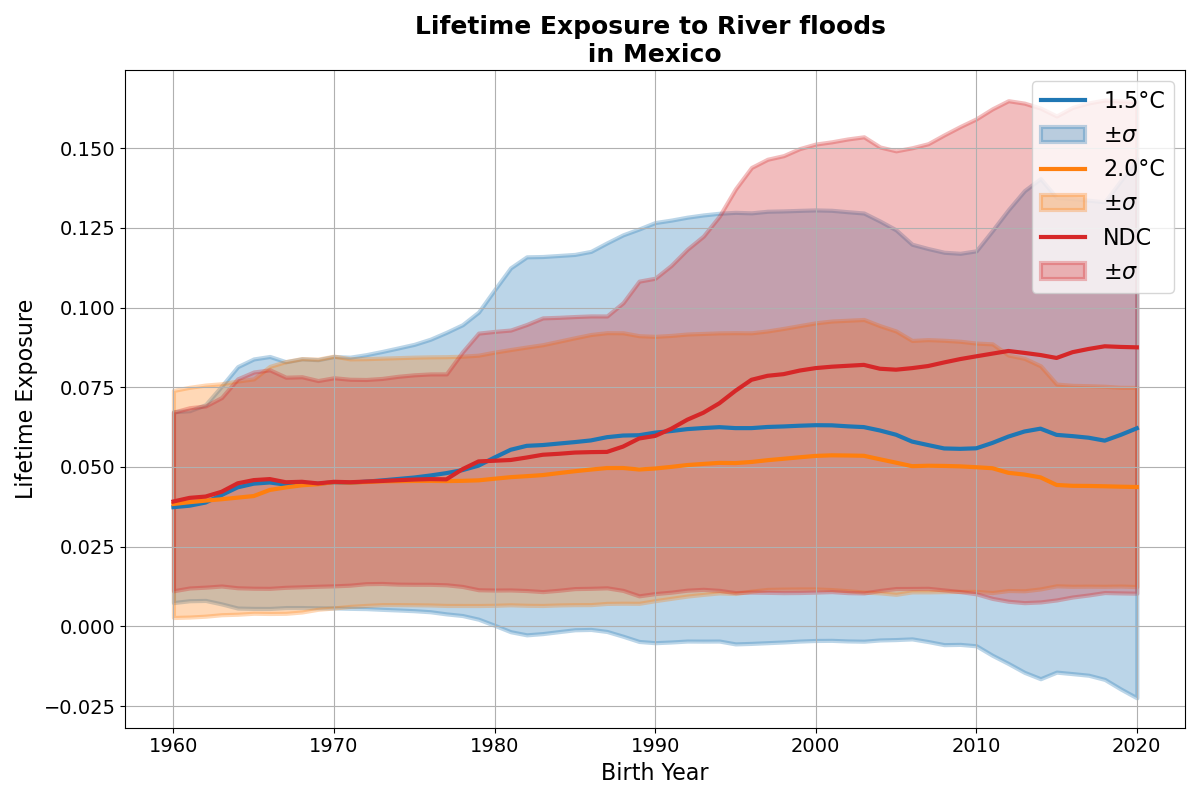 Lifetime Exposure to River floods
in Mexico
Lifetime Exposure
0.150
0.125
0.100
0.075
0.050
0.025
0.000
−0.025
1960
1970
1980
1990
2000
2010
2020
Birth Year
1.5°C
±σ
2.0°C
±σ
NDC
±σ